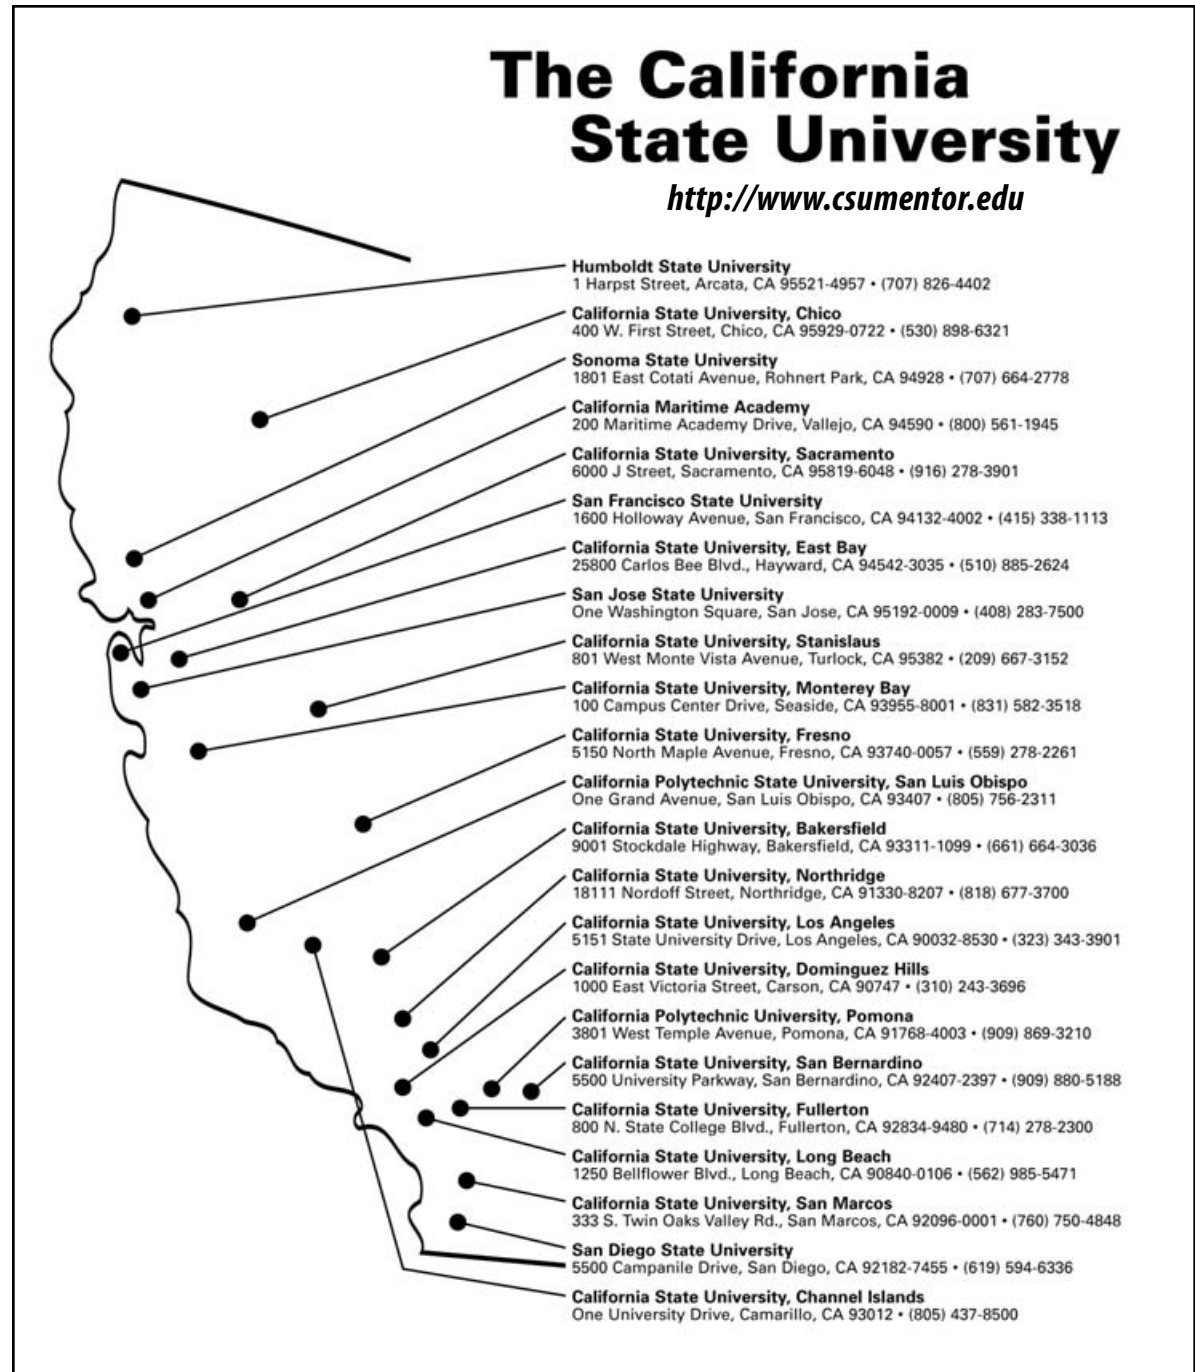 The California
State University
http://www.csumentor.edu
Humboldt State University
1 Harpst Street, Arcata, CA 95521-4957 • (707) 826-4402
California State University, Chico
400 W. First Street, Chico, CA 95929-0722 • (530) 898-6321
Sonoma State University
1801 East Cotati Avenue, Rohnert Park, CA 94928 • (707) 664-2778
California Maritime Academy
200 Maritime Academy Drive, Vallejo, CA 94590 • (800) 561-1945
California State University, Sacramento
6000 J Street, Sacramento, CA 95819-6048 • (916) 278-3901
San Francisco State University
1600 Holloway Avenue, San Francisco, CA 94132-4002 • (415) 338-1113
California State University, East Bay
25800 Carlos Bee Blvd., Hayward, CA 94542-3035 • (510) 885-2624
San Jose State University
One Washington Square, San Jose, CA 95192-0009 • (408) 283-7500
California State University, Stanislaus
801 West Monte Vista Avenue, Turlock, CA 95382 • (209) 667-3152
California State University, Monterey Bay
100 Campus Center Drive, Seaside, CA 93955-8001 • (831) 582-3518
California State University, Fresno
5150 North Maple Avenue, Fresno, CA 93740-0057 • (559) 278-2261
California Polytechnic State University, San Luis Obispo
One Grand Avenue, San Luis Obispo, CA 93407 • (805) 756-2311
California State University, Bakersfield
9001 Stockdale Highway, Bakersfield, CA 93311-1099 • (661) 664-3036
California State University, Northridge
18111 Nordoff Street, Northridge, CA 91330-8207 • (818) 677-3700
California State University, Los Angeles
5151 State University Drive, Los Angeles, CA 90032-8530 • (323) 343-3901
California State University, Dominguez Hills
1000 East Victoria Street, Carson, CA 90747 • (310) 243-3696
California Polytechnic University, Pomona
3801 West Temple Avenue, Pomona, CA 91768-4003 • (909) 869-3210
California State University, San Bernardino
5500 University Parkway, San Bernardino, CA 92407-2397 • (909) 880-5188
California State University, Fullerton
800 N. State College Blvd., Fullerton, CA 92834-9480 • (714) 278-2300
California State University, Long Beach
1250 Bellflower Blvd., Long Beach, CA 90840-0106 • (562) 985-5471
California State University, San Marcos
333 S. Twin Oaks Valley Rd., San Marcos, CA 92096-0001 • (760) 750-4848
San Diego State University
5500 Campanile Drive, San Diego, CA 92182-7455 • (619) 594-6336
California State University, Channel Islands
One University Drive, Camarillo, CA 93012 • (805) 437-8500